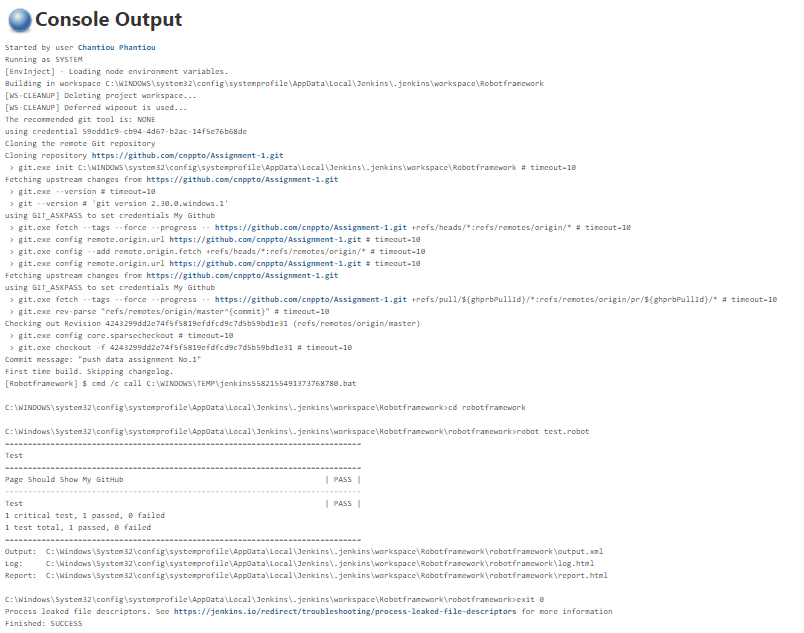 Console Output
Started by user Chantiou Phantiou
Running as SYSTEM
[EnvInject] - Loading node environment variables.
Building in workspace C:\WINDOWS\system32\config\systemprofile\AppData\Local\Jenkins\.jenkins\workspace\Robotframework
[WS-CLEANUP] Deleting project workspace...
[WS-CLEANUP] Deferred wipeout is used...
The recommended git tool is: NONE
using credential 59edd1c9-cb94-4d67-b2ac-14f5e76b68de
Cloning the remote Git repository
Cloning repository https://github.com/cnppto/Assignment-1.git
> git.exe init C:\WINDOWS\system32\config\systemprofile\AppData\Local\Jenkins\.jenkins\workspace\Robotframework # timeout=10
Fetching upstream changes from https://github.com/cnppto/Assignment-1.git
> git.exe --version # timeout=10
> git --version # 'git version 2.30.0.windows.1'
using GIT_ASKPASS to set credentials My Github
> git.exe fetch --tags --force --progress -- https://github.com/cnppto/Assignment-1.git +refs/heads/*:refs/remotes/origin/* # timeout=10
> git.exe config remote.origin.url https://github.com/cnppto/Assignment-1.git # timeout=10
> git.exe config --add remote.origin.fetch +refs/heads/*:refs/remotes/origin/* # timeout=10
> git.exe config remote.origin.url https://github.com/cnppto/Assignment-1.git # timeout=10
Fetching upstream changes from https://github.com/cnppto/Assignment-1.git
using GIT_ASKPASS to set credentials My Github
> git.exe fetch --tags --force --progress -- https://github.com/cnppto/Assignment-1.git +refs/pull/${ghprbPullId}/*:refs/remotes/origin/pr/${ghprbPullId}/* # timeout=10
> git.exe rev-parse "refs/remotes/origin/master^{commit}" # timeout=10
Checking out Revision 4243299dd2e74f5f5819efdfcd9c7d5b59bd1e31 (refs/remotes/origin/master)
> git.exe config core.sparsecheckout # timeout=10
> git.exe checkout -f 4243299dd2e74f5f5819efdfcd9c7d5b59bd1e31 # timeout=10
Commit message: "push data assignment No.1"
First time build. Skipping changelog.
[Robotframework] $ cmd /c call C:\WINDOWS\TEMP\jenkins5582155491373768780.bat
C:\WINDOWS\system32\config\systemprofile\AppData\Local\Jenkins\.jenkins\workspace\Robotframework>cd robotframework
C:\Windows\System32\config\systemprofile\AppData\Local\Jenkins\.jenkins\workspace\Robotframework\robotframework>robot test.robot
==============================================================================
Test
==============================================================================
Page Should Show My GitHub | PASS |
------------------------------------------------------------------------------
Test | PASS |
1 critical test, 1 passed, 0 failed
1 test total, 1 passed, 0 failed
==============================================================================
Output: C:\Windows\System32\config\systemprofile\AppData\Local\Jenkins\.jenkins\workspace\Robotframework\robotframework\output.xml
Log: C:\Windows\System32\config\systemprofile\AppData\Local\Jenkins\.jenkins\workspace\Robotframework\robotframework\log.html
Report: C:\Windows\System32\config\systemprofile\AppData\Local\Jenkins\.jenkins\workspace\Robotframework\robotframework\report.html
C:\Windows\System32\config\systemprofile\AppData\Local\Jenkins\.jenkins\workspace\Robotframework\robotframework>exit 0
Process leaked file descriptors. See https://jenkins.io/redirect/troubleshooting/process-leaked-file-descriptors for more information
Finished: SUCCESS